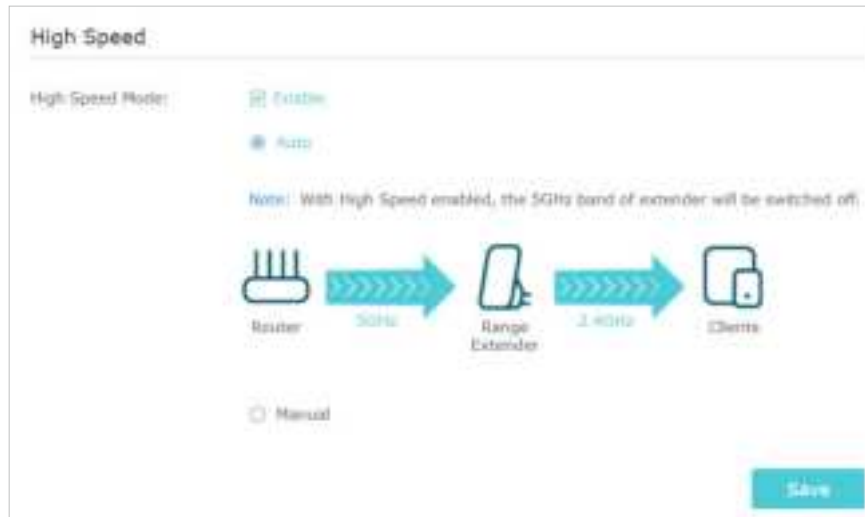 High Speed
High Speed Mode:
Enable
Auto
Note: With High Speed enabled, the 5GHz band of extender will be switched off.
Router
5GHz
Range
Extender
2.4GHz
Clients
Manual
Save